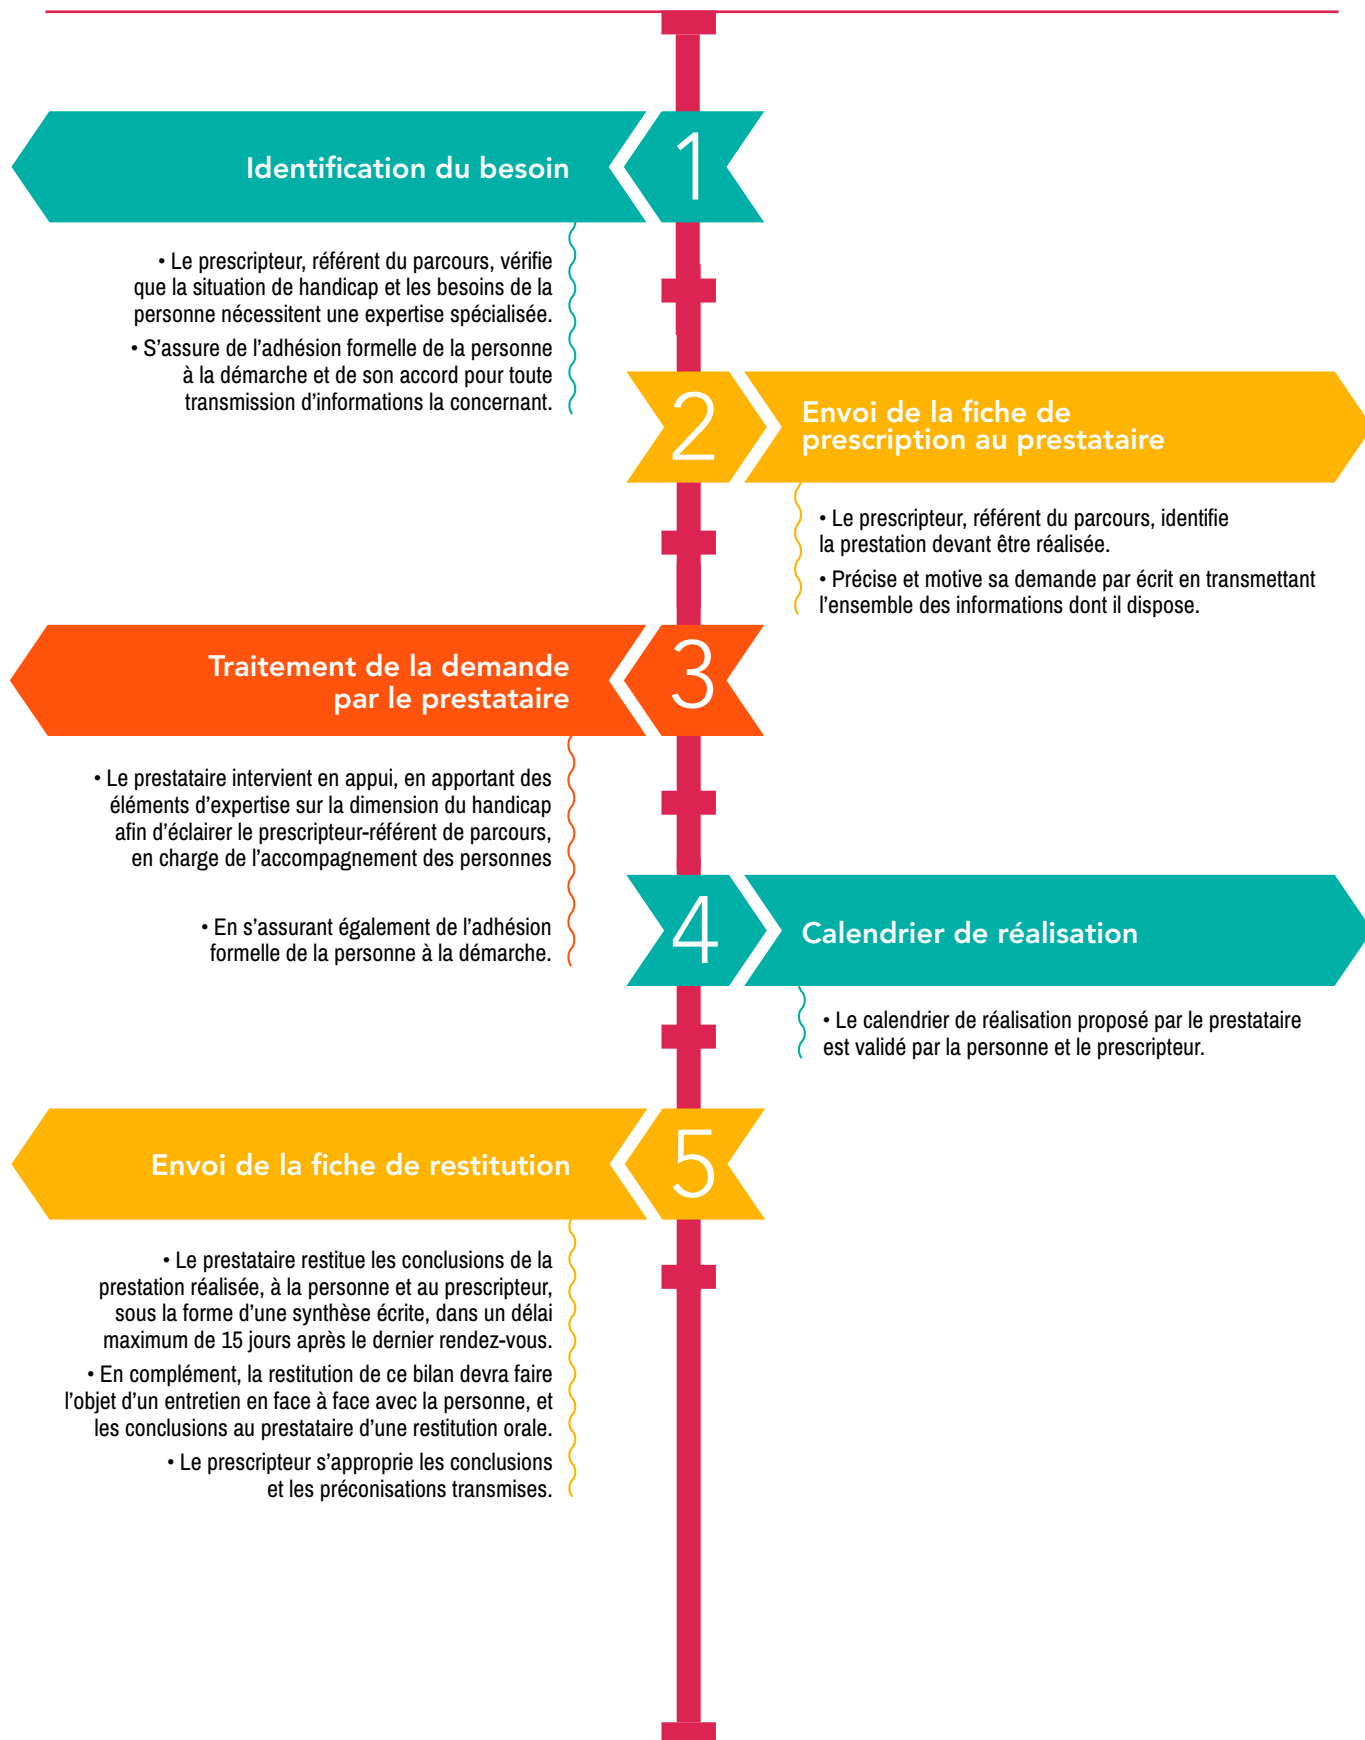 1
Identification du besoin
• Le prescripteur, référent du parcours, vérifie
que la situation de handicap et les besoins de la
personne nécessitent une expertise spécialisée.
• S'assure de l'adhésion formelle de la personne
à la démarche et de son accord pour toute
transmission d'informations la concernant.
2
Envoi de la fiche de
prescription au prestataire
• Le prescripteur, référent du parcours, identifie
la prestation devant être réalisée.
• Précise et motive sa demande par écrit en transmettant
l'ensemble des informations dont il dispose.
3
Traitement de la demande
par le prestataire
• Le prestataire intervient en appui, en apportant des
éléments d'expertise sur la dimension du handicap
afin d'éclairer le prescripteur-référent de parcours,
en charge de l'accompagnement des personnes
• En s'assurant également de l'adhésion
formelle de la personne à la démarche.
4
Calendrier de réalisation
• Le calendrier de réalisation proposé par le prestataire
est validé par la personne et le prescripteur.
5
Envoi de la fiche de restitution
• Le prestataire restitue les conclusions de la
prestation réalisée, à la personne et au prescripteur,
sous la forme d'une synthèse écrite, dans un délai
maximum de 15 jours après le dernier rendez-vous.
• En complément, la restitution de ce bilan devra faire
l'objet d'un entretien en face à face avec la personne, et
les conclusions au prestataire d'une restitution orale.
• Le prescripteur s'approprie les conclusions
et les préconisations transmises.